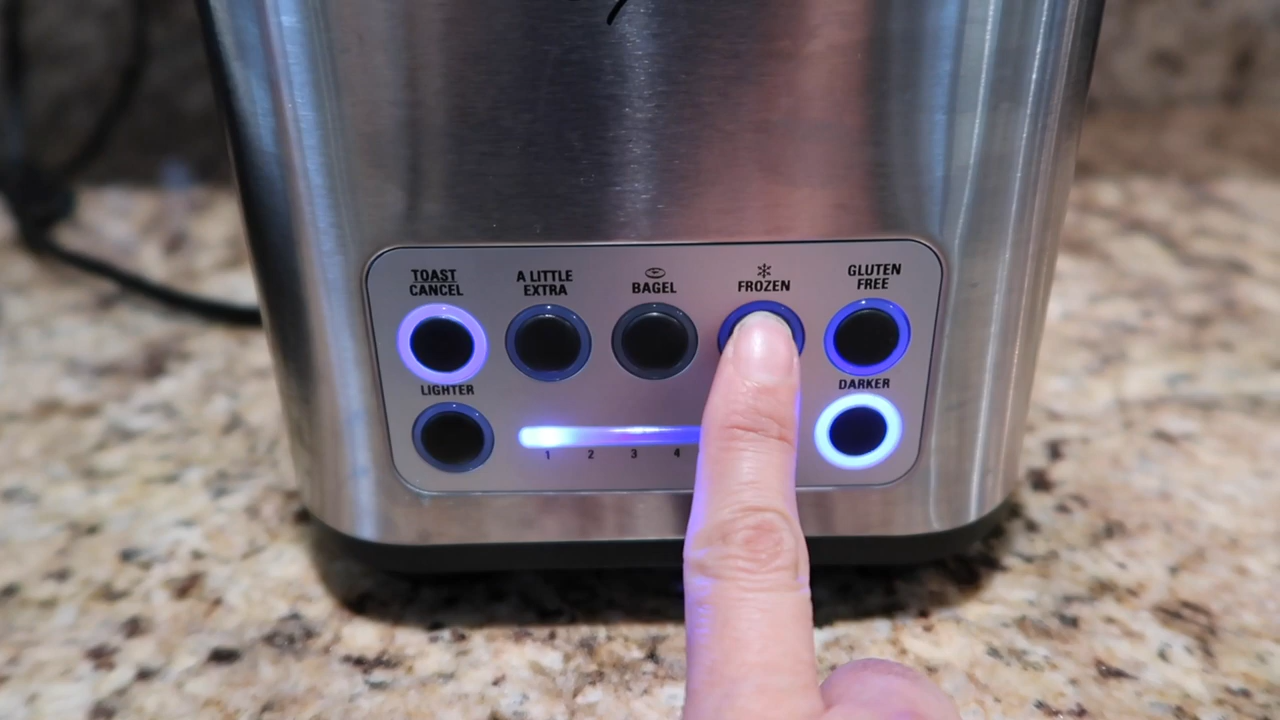 TOAST
CANCEL
A LITTLE
EXTRA
BAGEL
FROZEN
GLUTEN
FREE
LIGHTER
DARKER
1 2 3 4